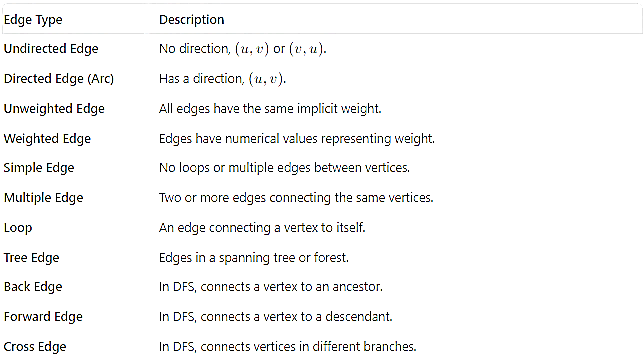 Edge Type Description
Undirected Edge No direction, (u, v) or (v, u).
Directed Edge (Arc) Has a direction, (u, v).
Unweighted Edge All edges have the same implicit weight.
Weighted Edge Edges have numerical values representing weight.
Simple Edge No loops or multiple edges between vertices.
Multiple Edge Two or more edges connecting the same vertices.
Loop An edge connecting a vertex to itself.
Tree Edge Edges in a spanning tree or forest.
Back Edge In DFS, connects a vertex to an ancestor.
Forward Edge In DFS, connects a vertex to a descendant.
Cross Edge In DFS, connects vertices in different branches.